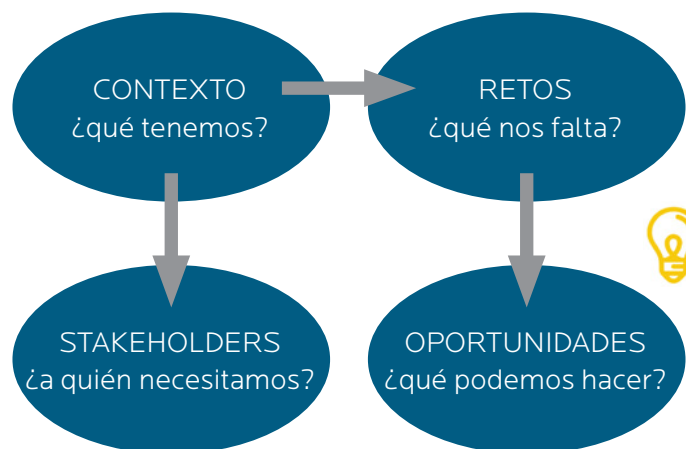 CONTEXTO
¿qué tenemos?
RETOS
¿qué nos falta?
STAKEHOLDERS
¿a quién necesitamos?
OPORTUNIDADES
¿qué podemos hacer?